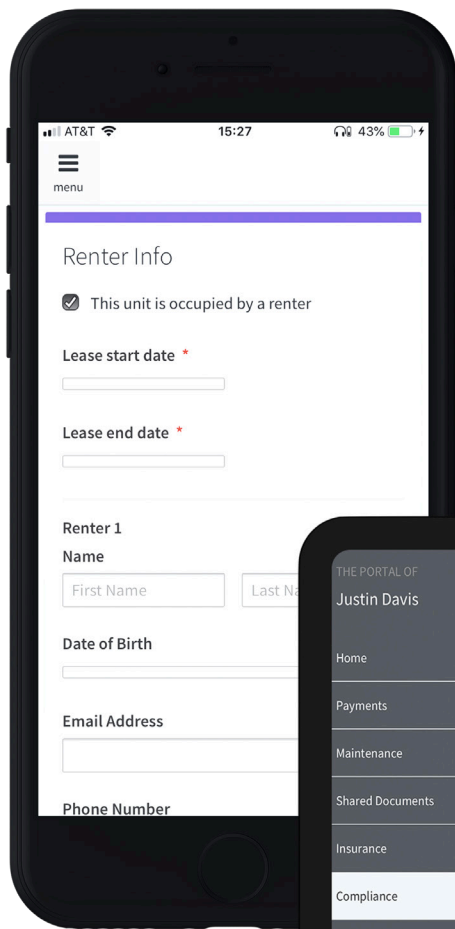 AT&T 15:27 43%
menu
Renter Info
This unit is occupied by a renter
Lease start date *
Lease end date *
Renter 1
Name
First Name Last Na
Date of Birth
Email Address
Phone Number
THE PORTAL OF
Justin Davis
Home
Payments
Maintenance
Shared Documents
Insurance
Compliance